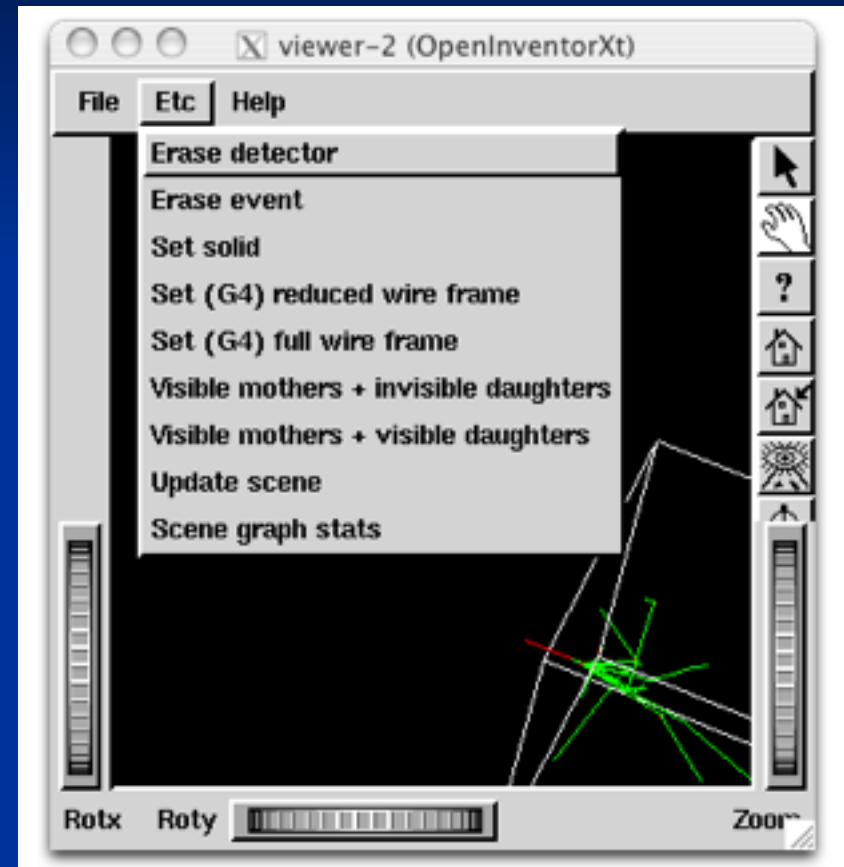 viewer-2 (OpenInventorXt)
File Etc Help
Erase detector
Erase event
Set solid
Set (G4) reduced wire frame
Set (G4) full wire frame
Visible mothers + invisible daughters
Visible mothers + visible daughters
Update scene
Scene graph stats
?
Rotx Roty Zoom